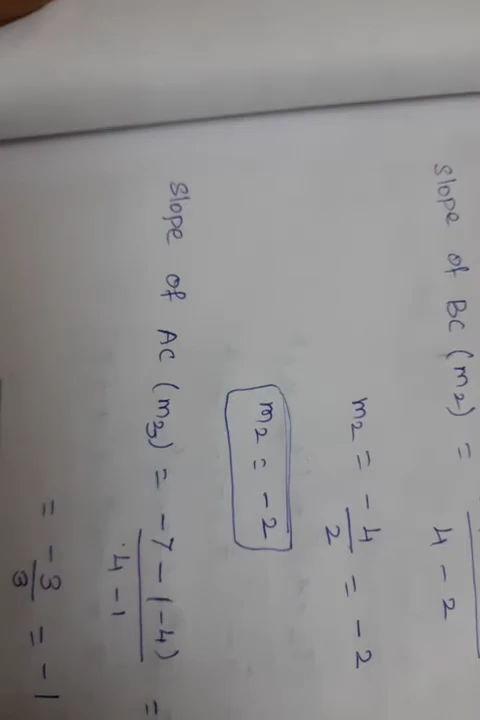 Slope of BC (m2) = 4 - 2
m2 = -4/2 = -2
m2 = -2
Slope of AC (m3) = -7-(-4)/4-1 =
= -3/3 = -1